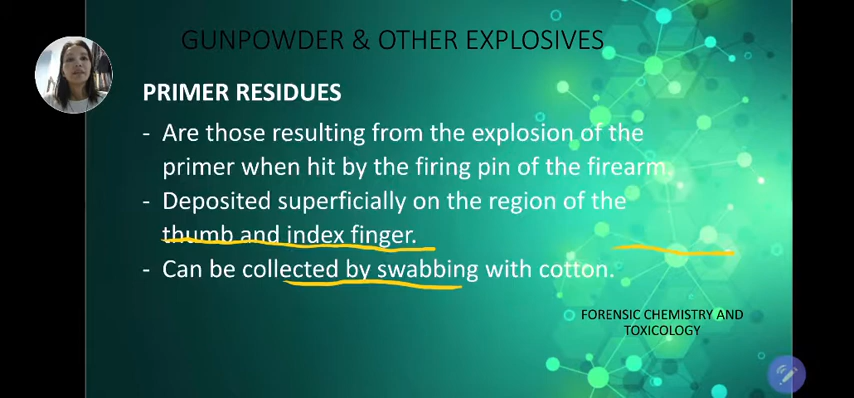 GUNPOWDER & OTHER EXPLOSIVES
PRIMER RESIDUES
- Are those resulting from the explosion of the
primer when hit by the firing pin of the firearm.
- Deposited superficially on the region of the
thumb and index finger.
- Can be collected by swabbing with cotton.
FORENSIC CHEMISTRY AND
TOXICOLOGY